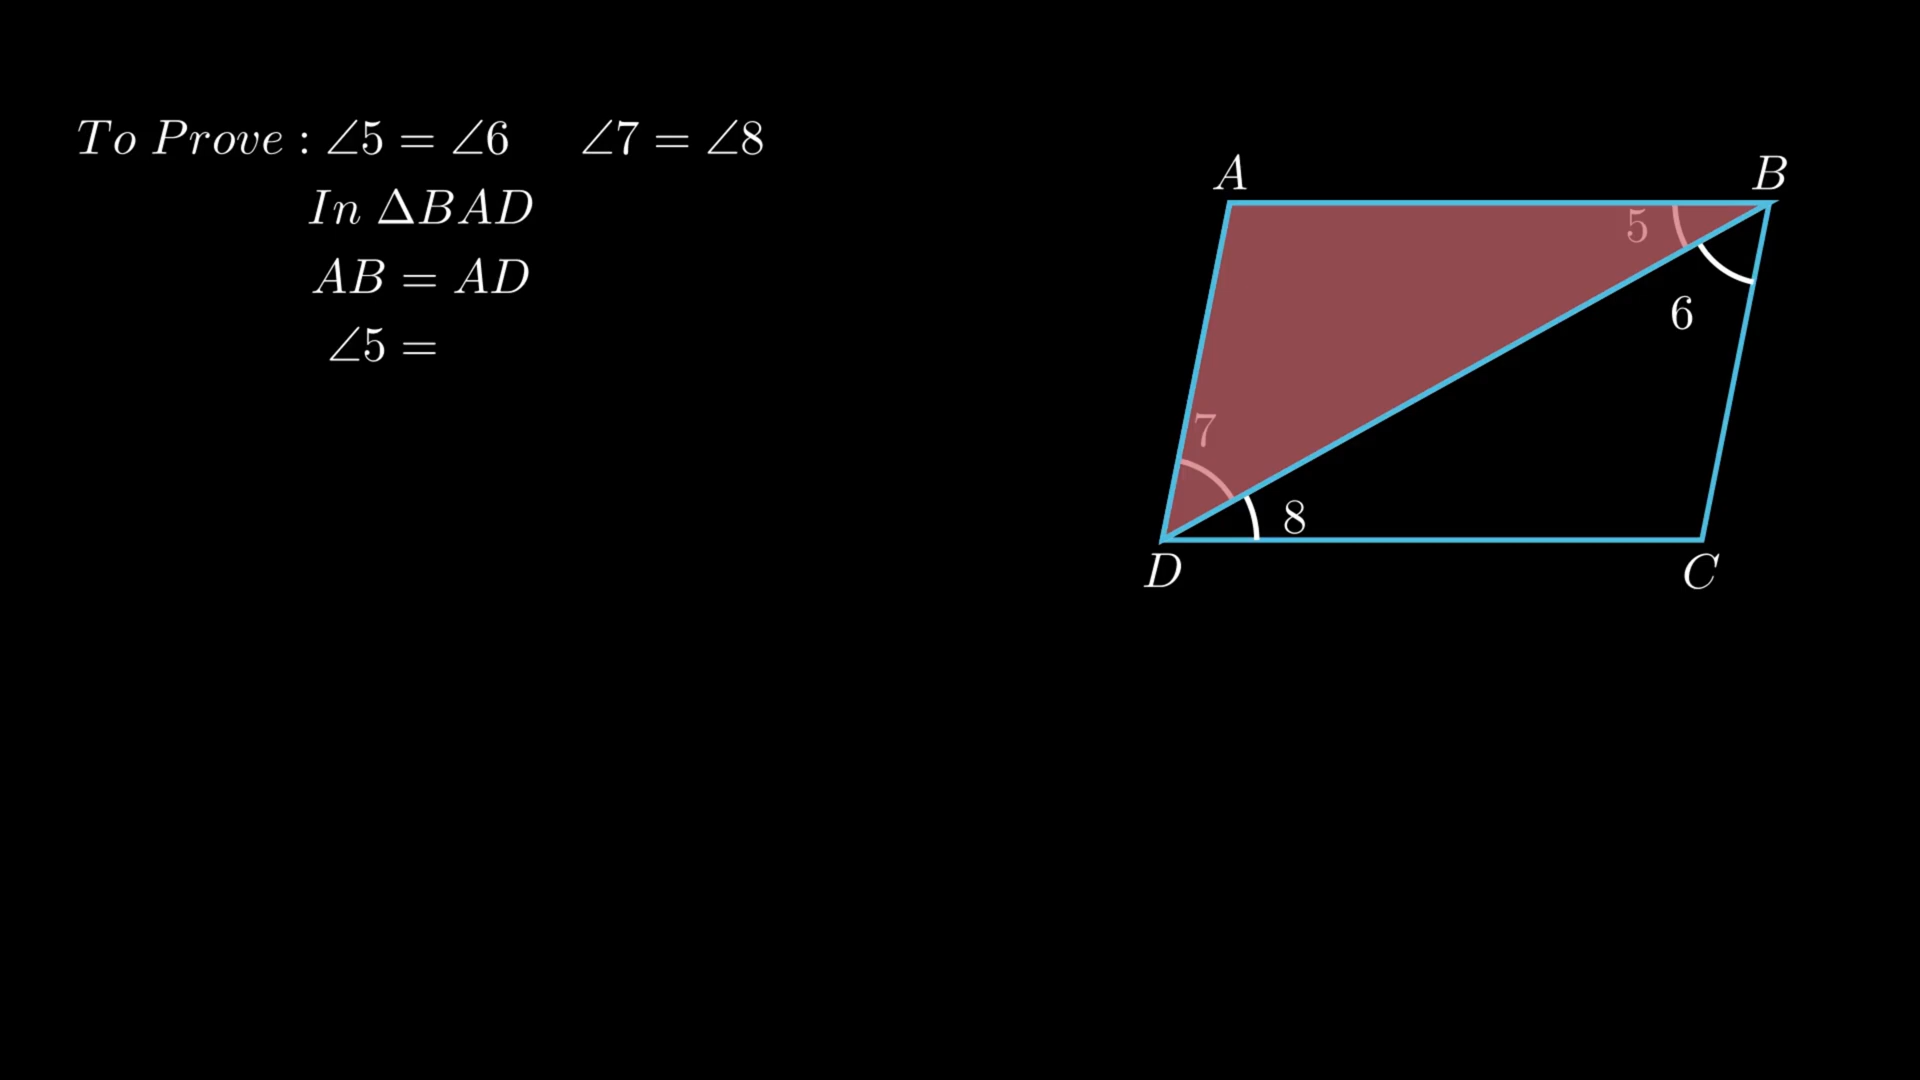 To Prove : ∠5 = ∠6 ∠7 = ∠8
In ΔBAD
AB = AD
∠5 =
A B
5
6
7
8
D C